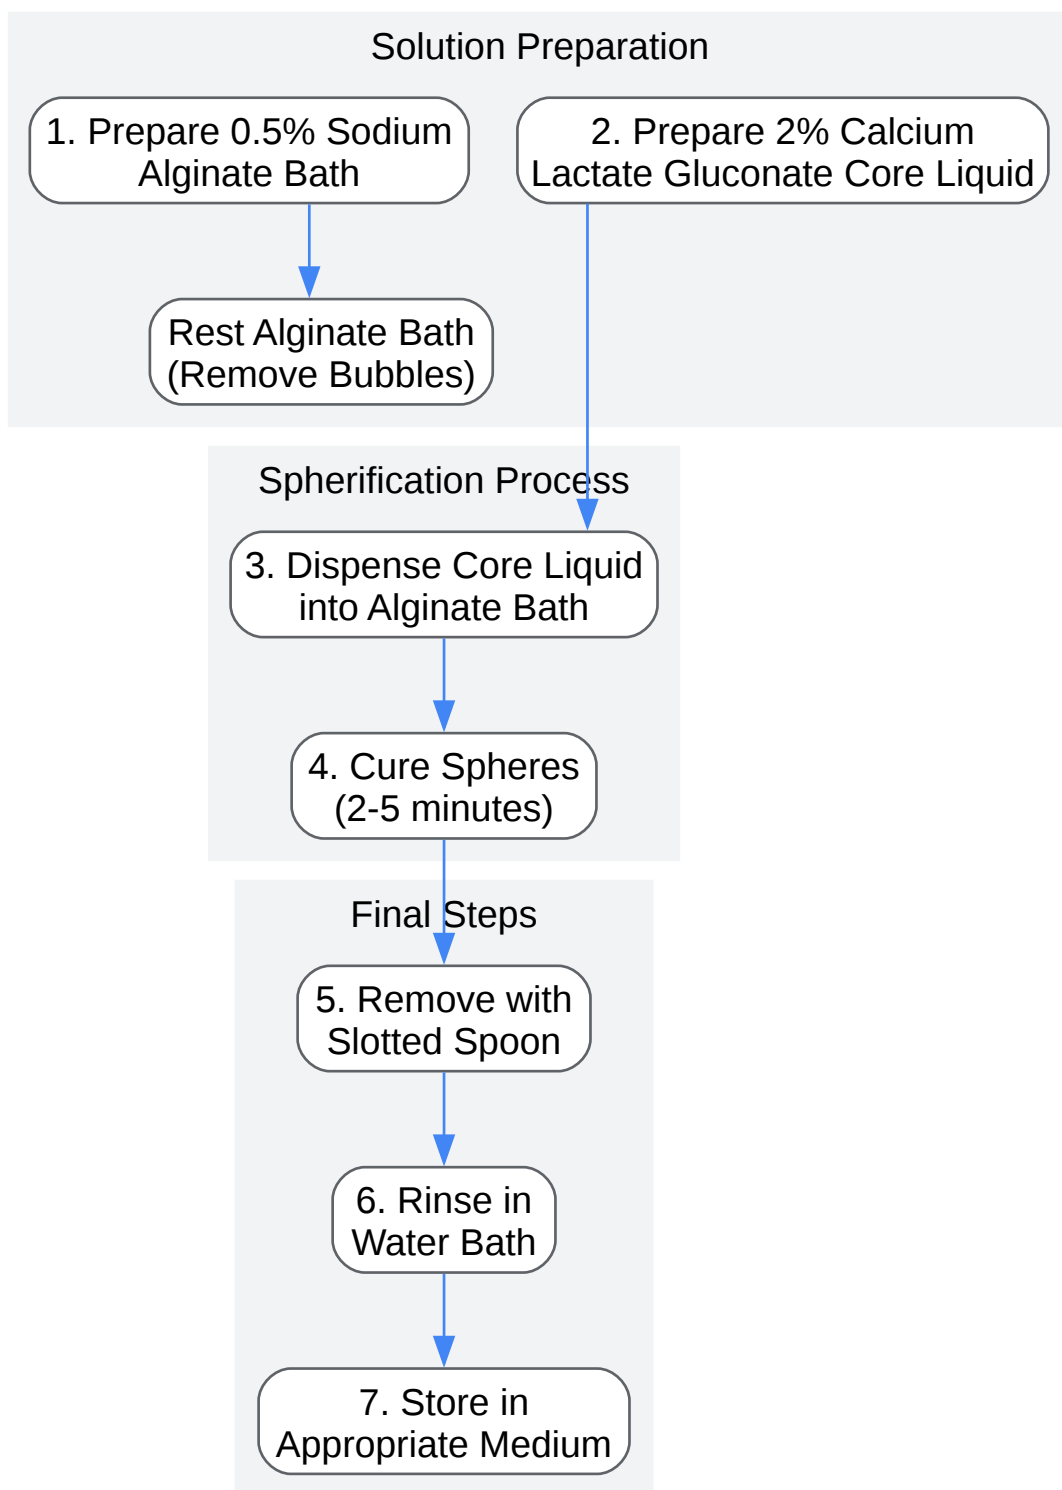 Solution Preparation
1. Prepare 0.5% Sodium
Alginate Bath
2. Prepare 2% Calcium
Lactate Gluconate Core Liquid
Rest Alginate Bath
(Remove Bubbles)
Spherification Process
3. Dispense Core Liquid
into Alginate Bath
4. Cure Spheres
(2-5 minutes)
Final Steps
5. Remove with
Slotted Spoon
6. Rinse in
Water Bath
7. Store in
Appropriate Medium